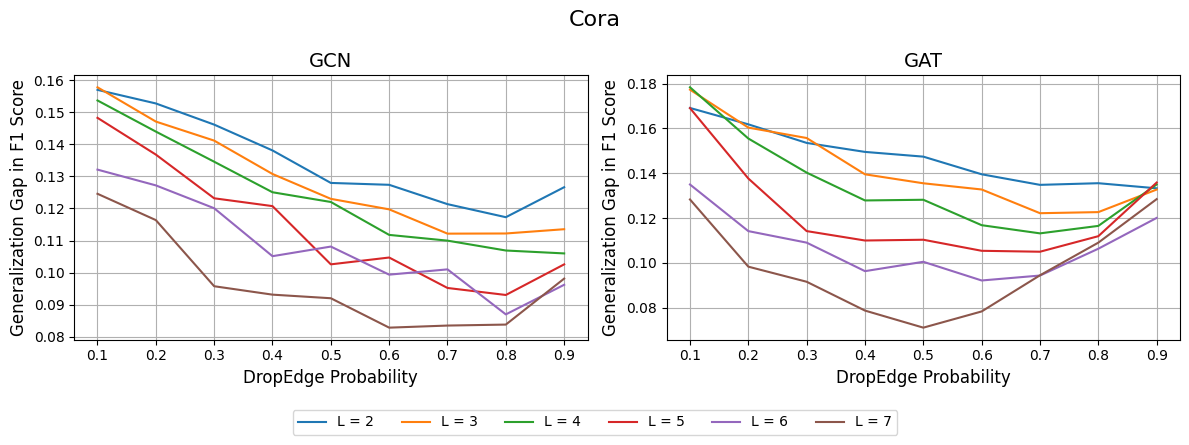 Cora
GCN
Generalization Gap in F1 Score
0.16
0.15
0.14
0.13
0.12
0.11
0.10
0.09
0.08
0.1 0.2 0.3 0.4 0.5 0.6 0.7 0.8 0.9
DropEdge Probability
GAT
Generalization Gap in F1 Score
0.18
0.16
0.14
0.12
0.10
0.08
0.1 0.2 0.3 0.4 0.5 0.6 0.7 0.8 0.9
DropEdge Probability
L = 2 L = 3 L = 4 L = 5 L = 6 L = 7